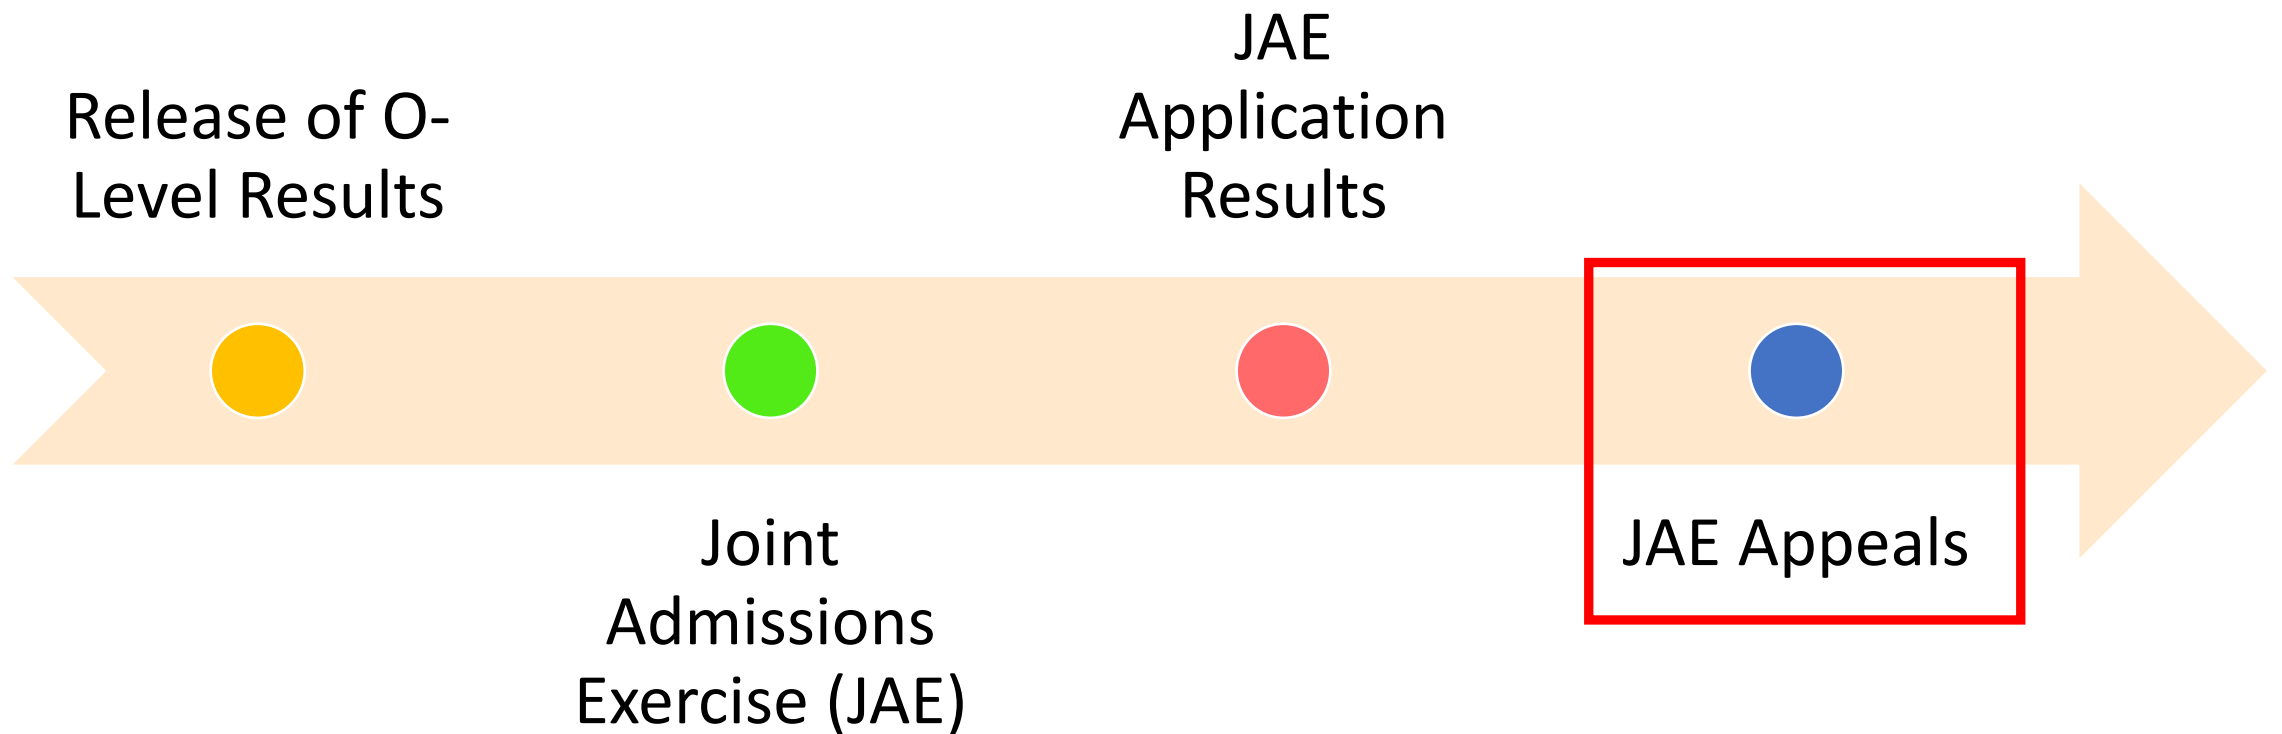 Release of O-
Level Results
Joint
Admissions
Exercise (JAE)
JAE
Application
Results
JAE Appeals